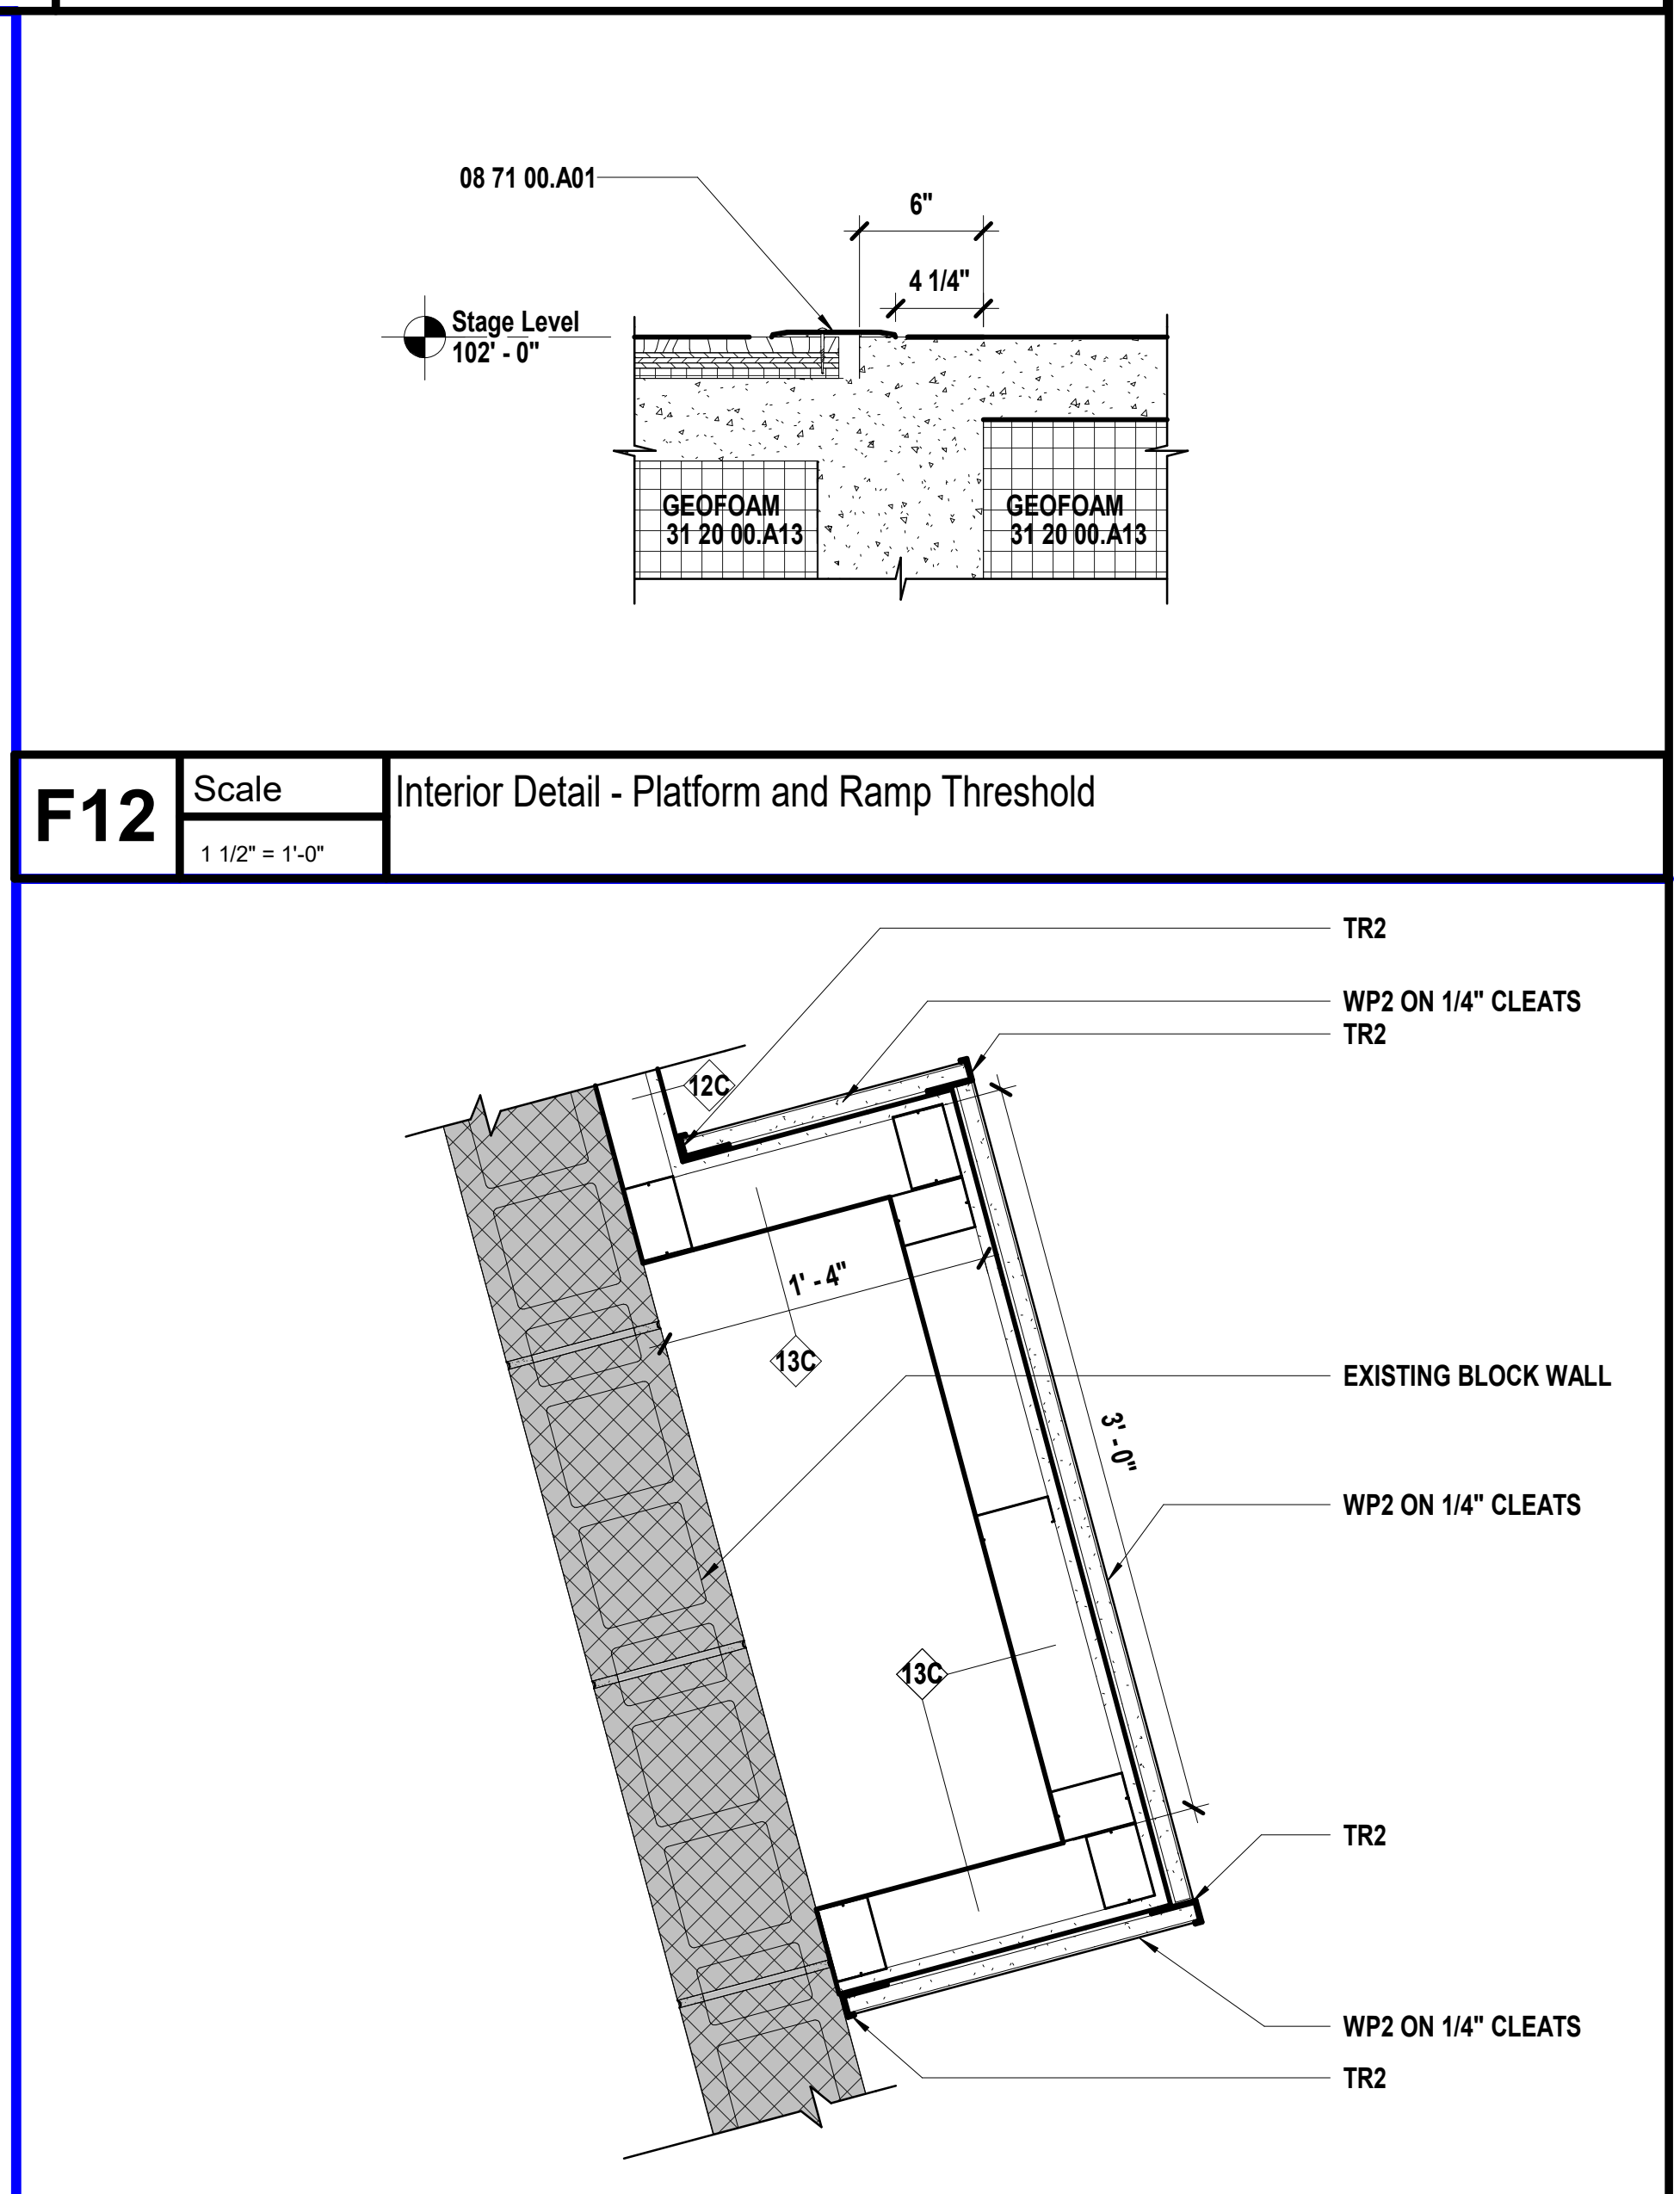 08 71 00.A01
6"
4 1/4"
Stage Level
102' - 0"
GEOFOAM
31 20 00.A13
GEOFOAM
31 20 00.A13
F12
Scale
1 1/2" = 1'-0"
Interior Detail - Platform and Ramp Threshold
TR2
WP2 ON 1/4" CLEATS
TR2
12C
1' - 4"
13C
EXISTING BLOCK WALL
3' - 0"
WP2 ON 1/4" CLEATS
13C
TR2
WP2 ON 1/4" CLEATS
TR2